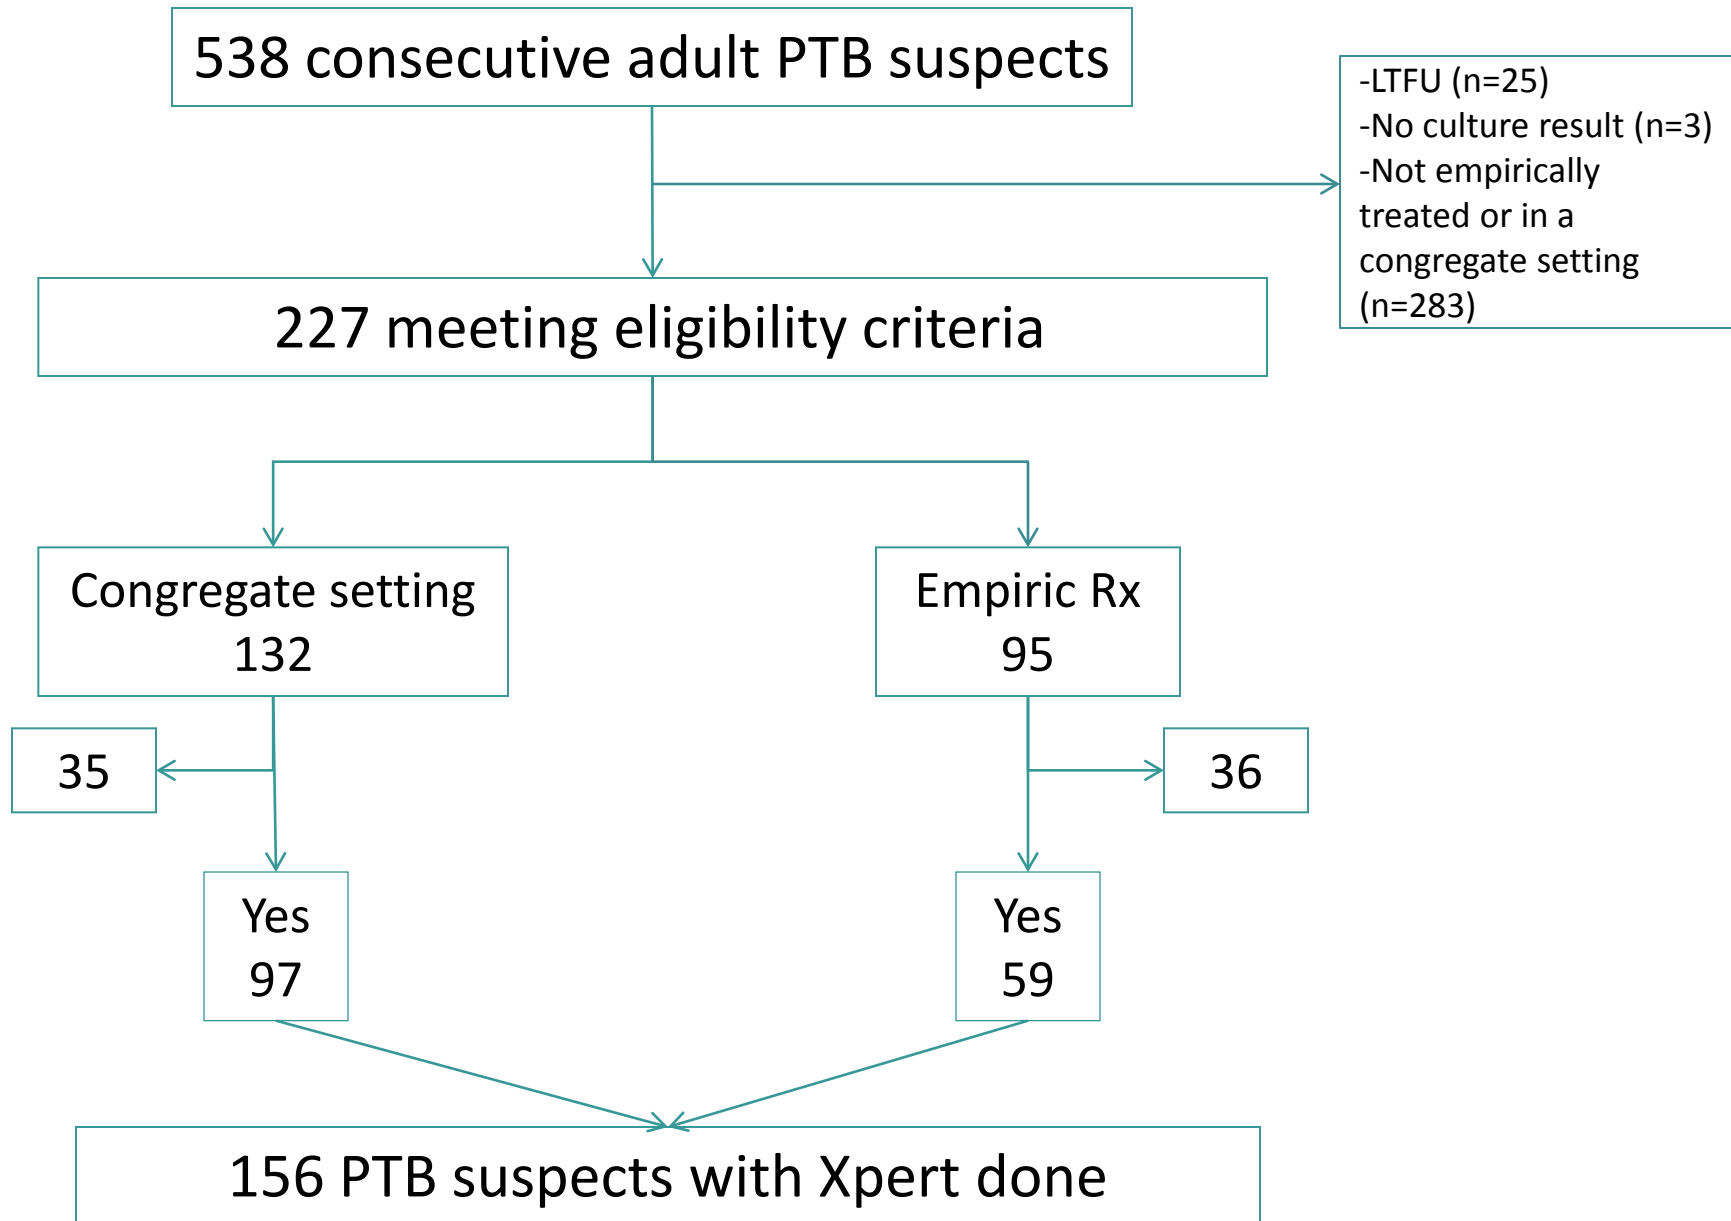 538 consecutive adult PTB suspects
-LTFU (n=25)
-No culture result (n=3)
-Not empirically
treated or in a
congregate setting
(n=283)
227 meeting eligibility criteria
Congregate setting
132
Empiric Rx
95
35
36
Yes
97
Yes
59
156 PTB suspects with Xpert done